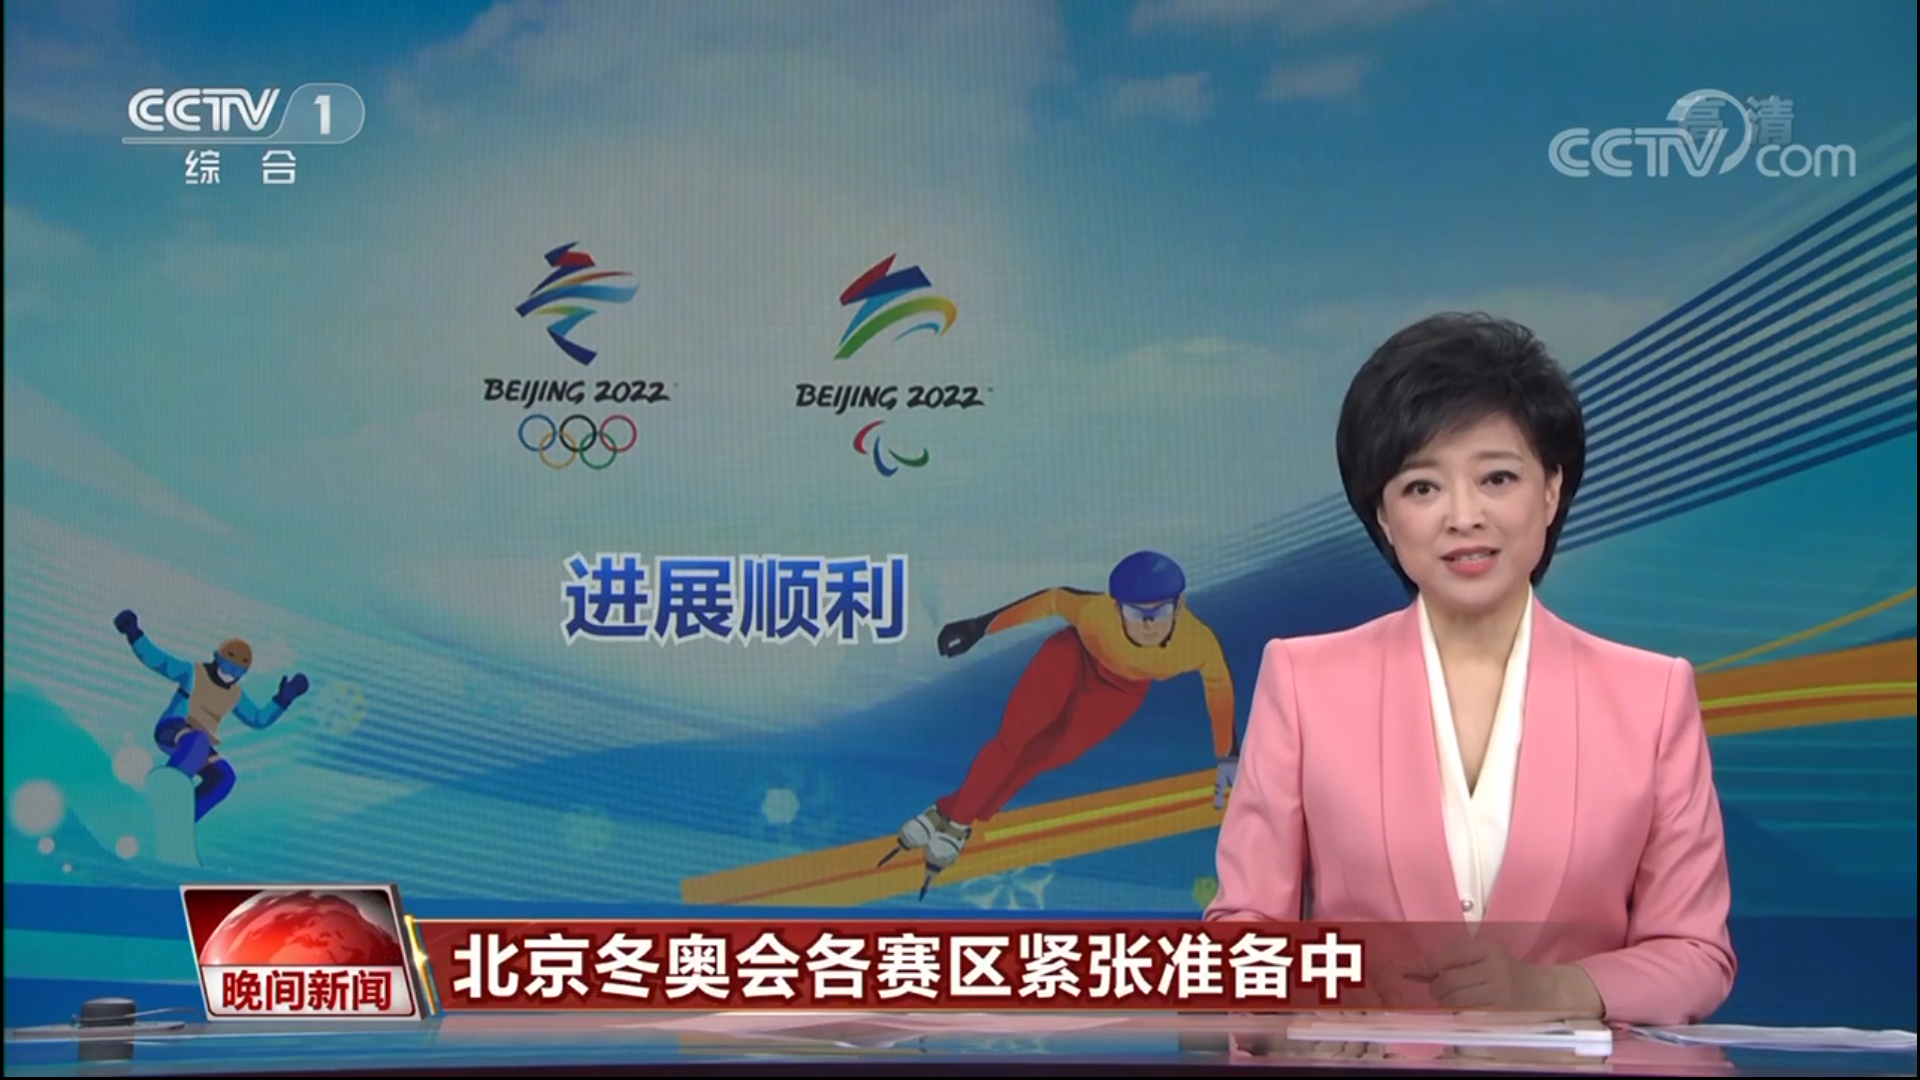 CCTV 1
综合
高清
CCTV.com
BEIJING 2022
BEIJING 2022
进展顺利
晚间新闻
北京冬奥会各赛区紧张准备中